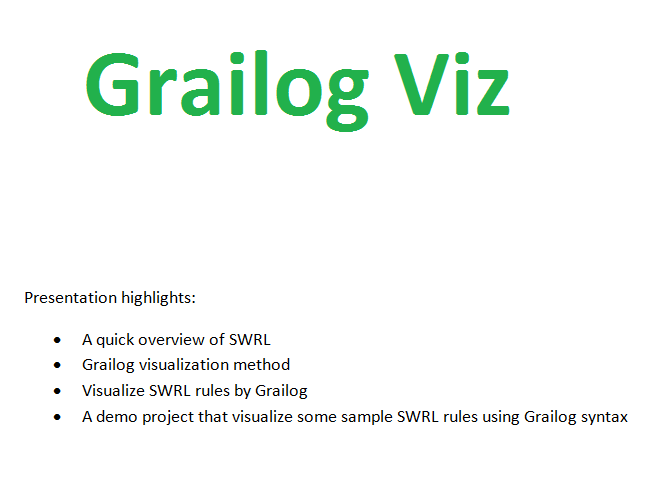 Grailog Viz
Presentation highlights:
• A quick overview of SWRL
• Grailog visualization method
• Visualize SWRL rules by Grailog
• A demo project that visualize some sample SWRL rules using Grailog syntax